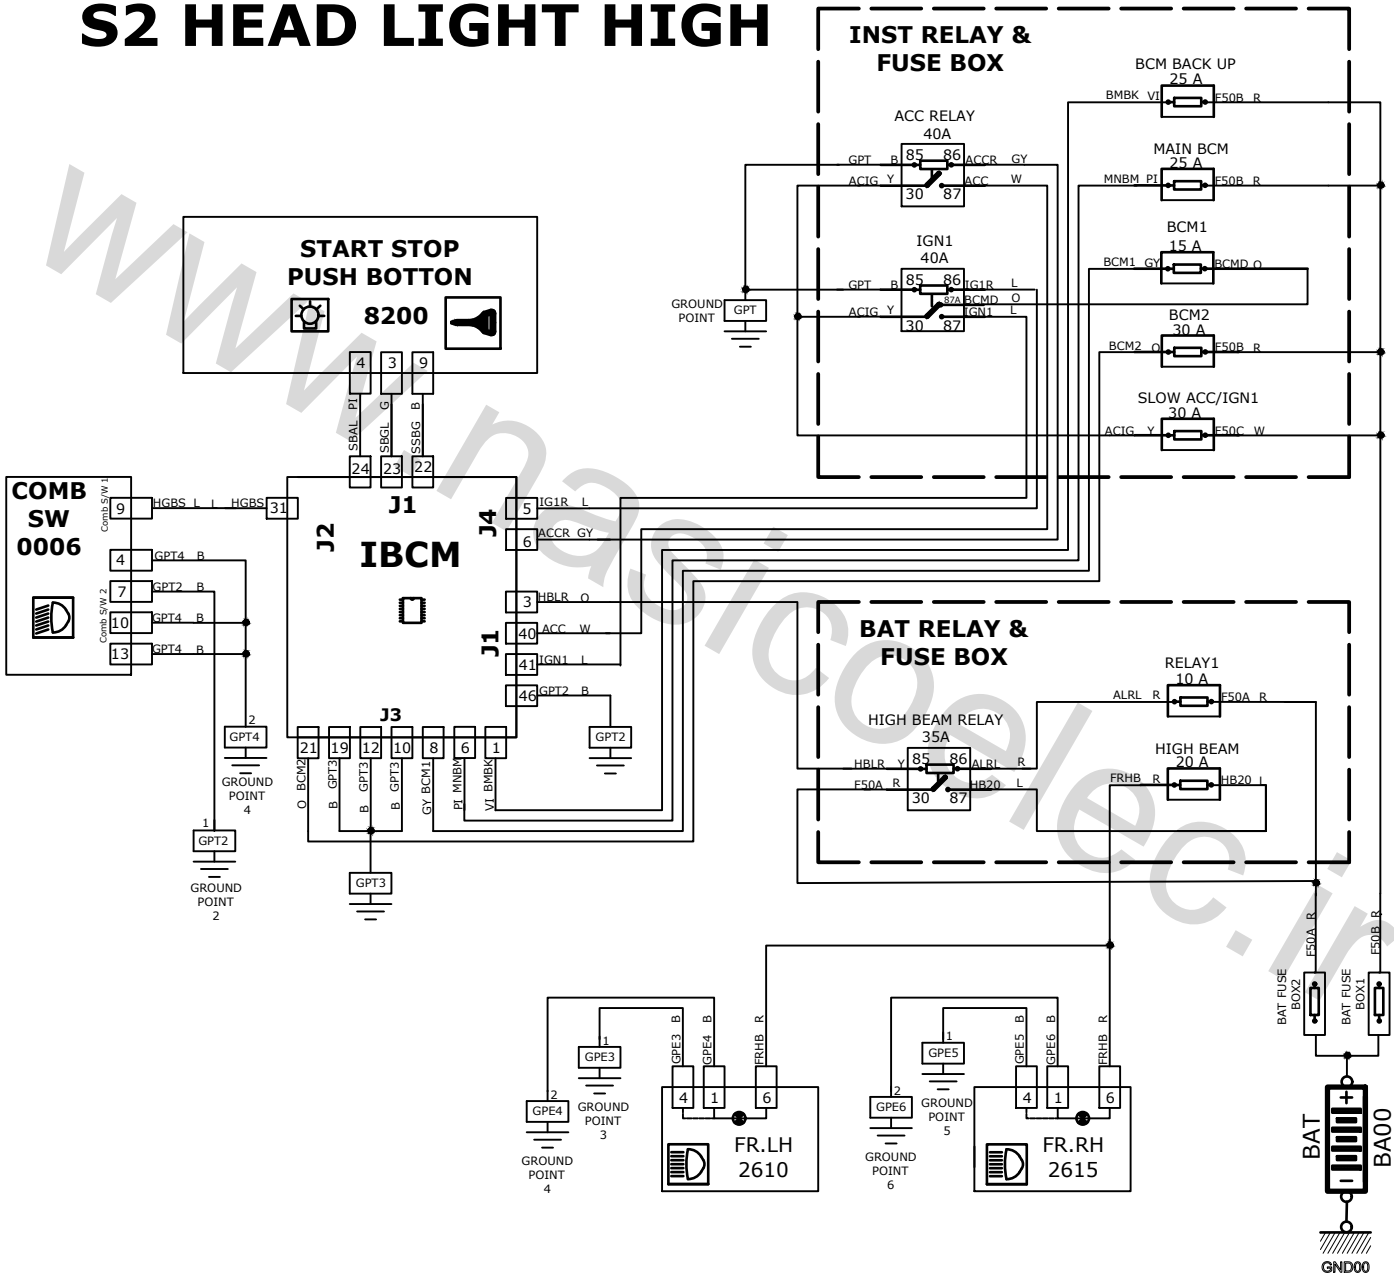 S2 HEAD LIGHT HIGH
INST RELAY &
FUSE BOX
BCM BACK UP
25 A
BMBK VI
F50B R
ACC RELAY
40A
85 86
GPT B
ACCR GY
ACIG Y
ACC W
30 87
MAIN BCM
25 A
MNBM PI
F50B R
IGN1
40A
85 86
GPT B
IG1R L
87A
BCMD O
ACIG Y
IGN1 L
30 87
BCM1
15 A
BCM1 GY
BCMD O
BCM2
30 A
BCM2 O
F50B R
SLOW ACC/IGN1
30 A
ACIG Y
F50C W
GROUND
POINT
GPT
START STOP
PUSH BOTTON
8200
4 3 9
SBAL PI
SBGL G
SSBG B
24 23 22
COMB
SW
0006
Comb S/W 1
Comb S/W 2
9
HGBS L L HGBS
31
4
GPT4 B
7
GPT2 B
10
GPT4 B
13
GPT4 B
J1
J2
J4
IBCM
J1
J3
5
IG1R L
6
ACCR GY
3
HBLR O
40
ACC W
41
IGN1 L
46
GPT2 B
GPT2
21 19 12 10 8 6 1
O BCM2
B GPT3
B GPT3
B GPT3
GY BCM1
PI MNBM
VI BMBK
2
GPT4
GROUND
POINT
4
1
GPT2
GROUND
POINT
2
GPT3
BAT RELAY &
FUSE BOX
RELAY1
10 A
ALRL R
F50A R
HIGH BEAM RELAY
35A
85 86
HBLR Y
ALRL R
F50A R
HB20 L
30 87
HIGH BEAM
20 A
FRHB R
HB20 L
F50A R
F50B R
BAT FUSE
BOX2
BAT FUSE
BOX1
GPE3 B
GPE4 B
FRHB R
1
GPE3
GROUND
POINT
3
2
GPE4
GROUND
POINT
4
4 1 6
FR.LH
2610
GPE5 B
GPE6 B
FRHB R
1
GPE5
GROUND
POINT
5
2
GPE6
GROUND
POINT
6
4 1 6
FR.RH
2615
BAT
+
−
BA00
GND00
www.nasicoelec.ir